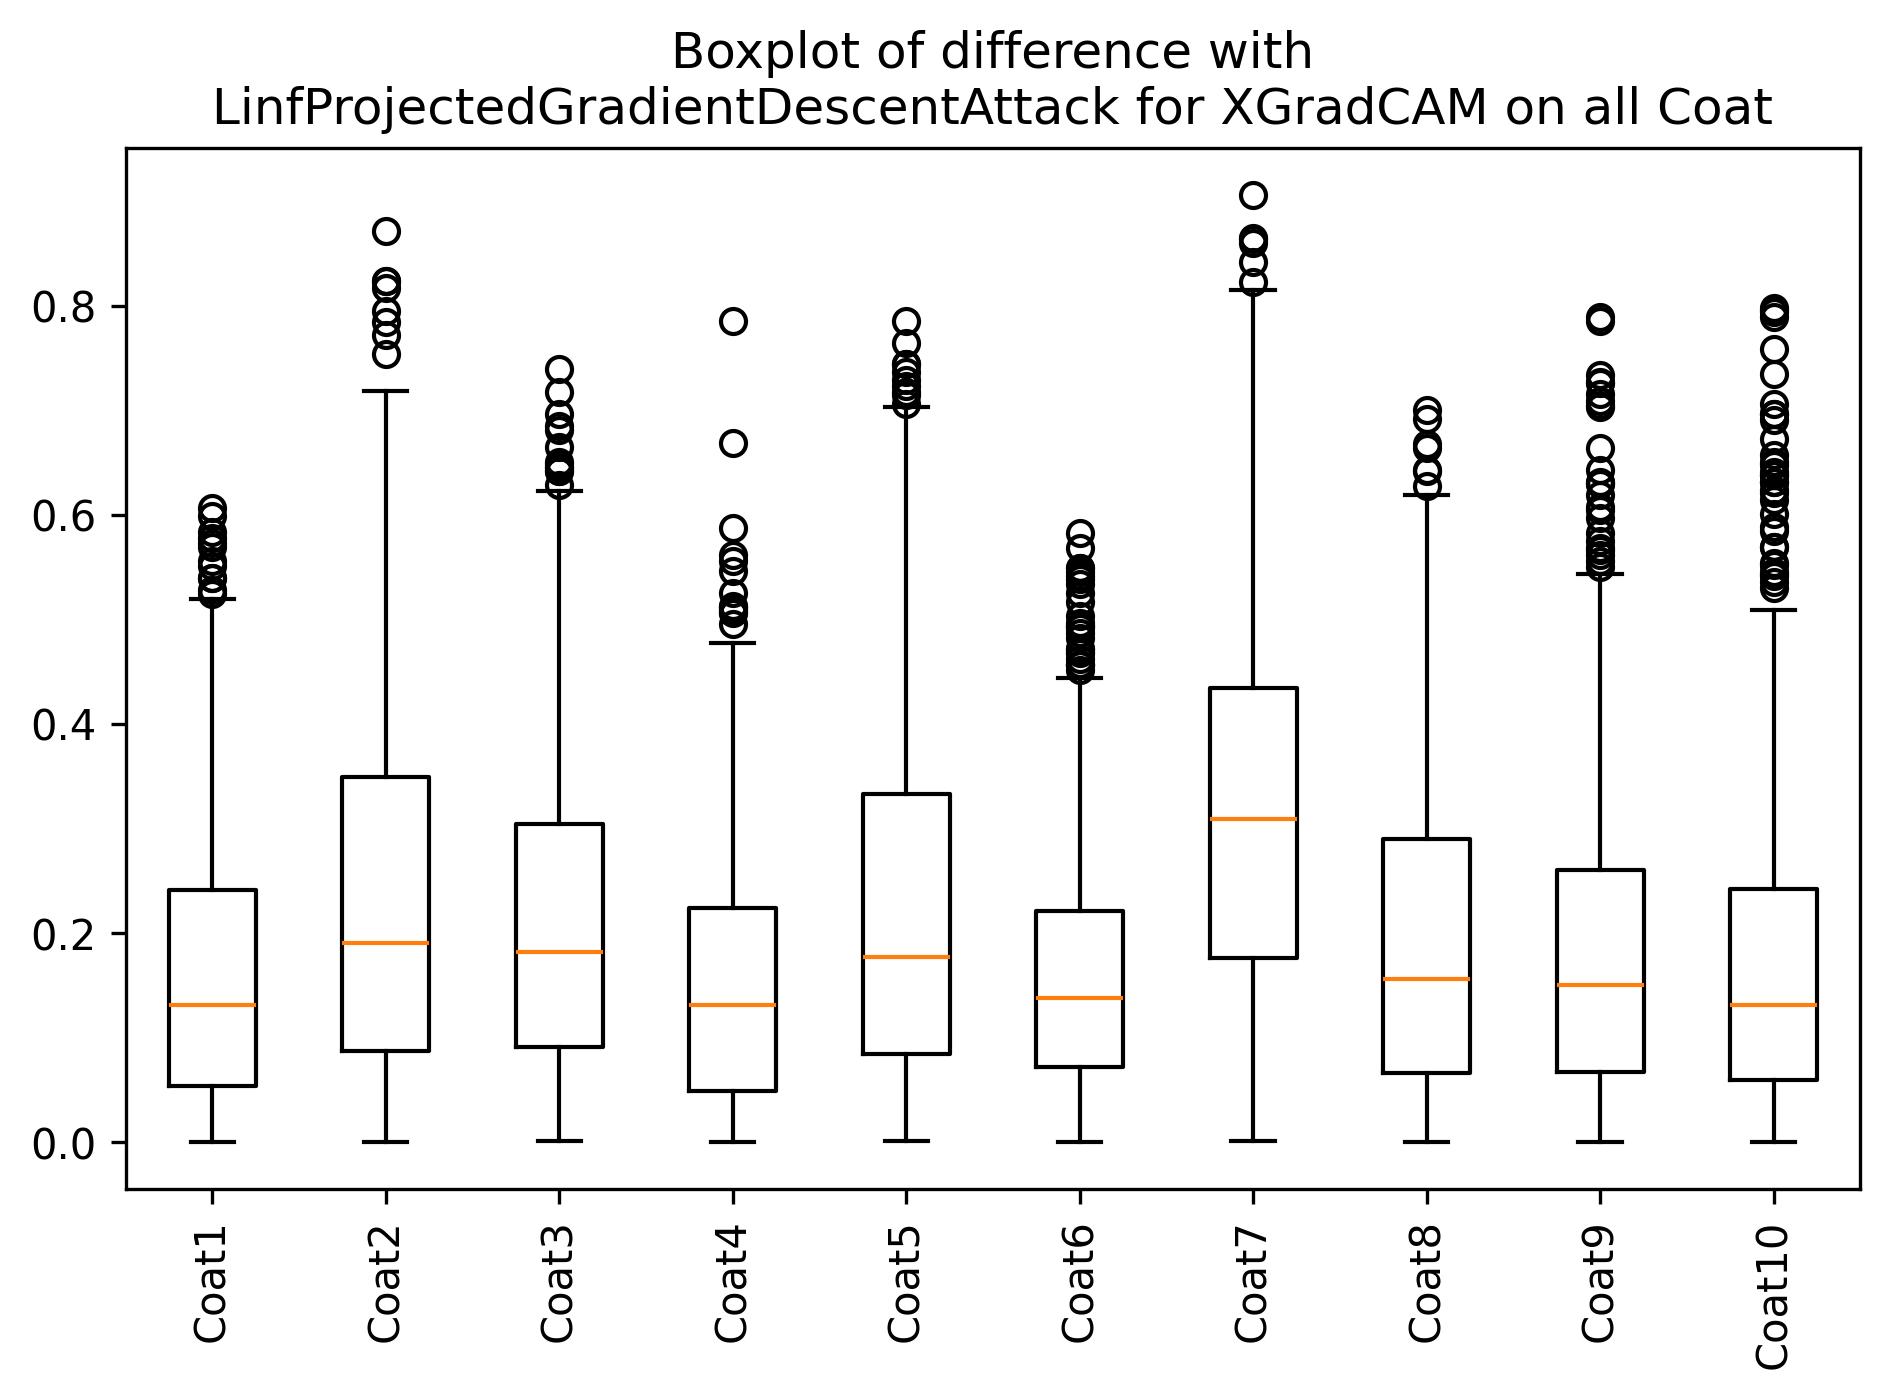 Boxplot of difference with
LinfProjectedGradientDescentAttack for XGradCAM on all Coat
0.8
0.6
0.4
0.2
0.0
Coat1
Coat2
Coat3
Coat4
Coat5
Coat6
Coat7
Coat8
Coat9
Coat10